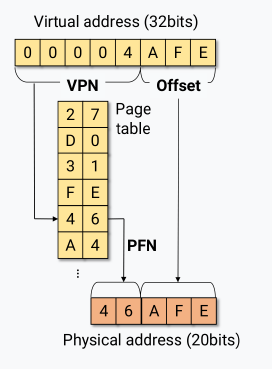 Virtual address (32bits)
0 0 0 0 4 A F E
VPN Offset
Page
table
2 7
D 0
3 1
F E
4 6
A 4
⋮
PFN
4 6 A F E
Physical address (20bits)